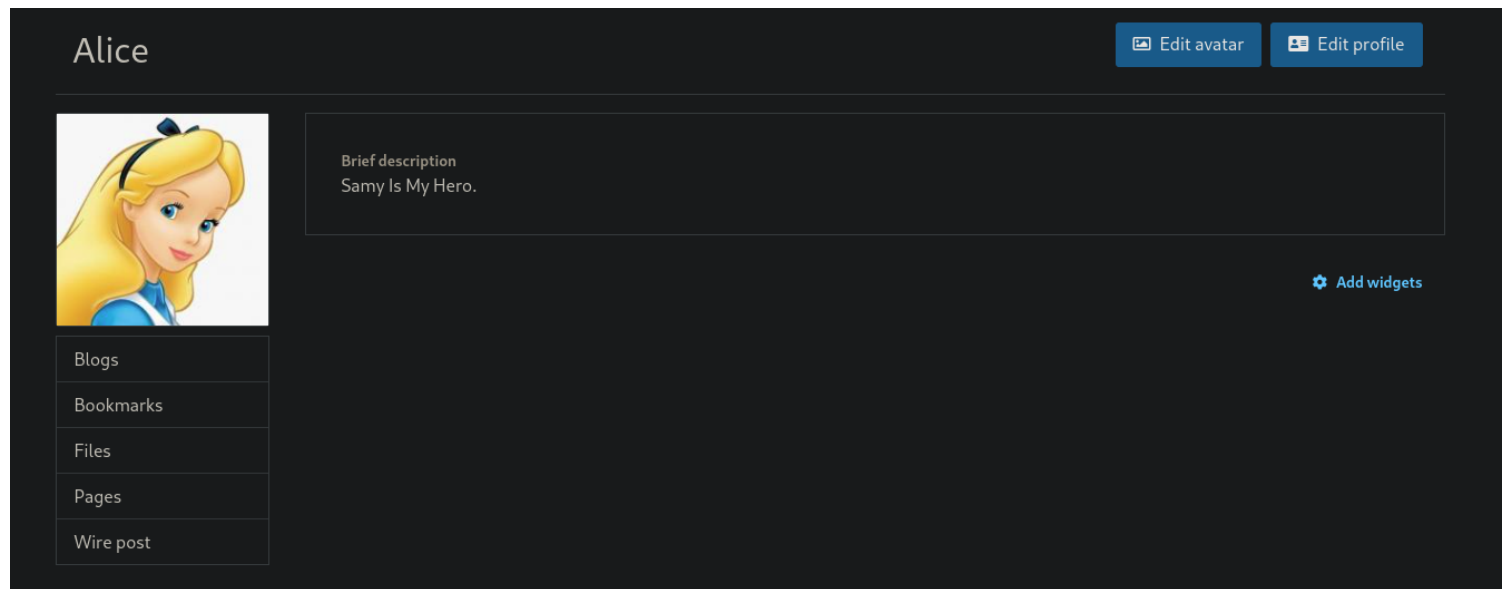 Alice
Edit avatar
Edit profile
Brief description
Samy Is My Hero.
Add widgets
Blogs
Bookmarks
Files
Pages
Wire post